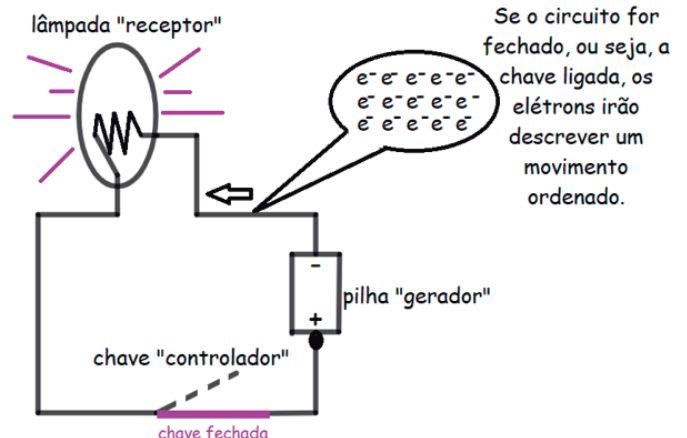 lâmpada "receptor"
Se o circuito for
fechado, ou seja, a
chave ligada, os
elétrons irão
descrever um
movimento
ordenado.
e⁻ e⁻ e⁻ e⁻ e⁻
e⁻ e⁻ e⁻ e⁻ e⁻
e⁻ e⁻ e⁻ e⁻ e⁻
-
pilha "gerador"
+
chave "controlador"
chave fechada